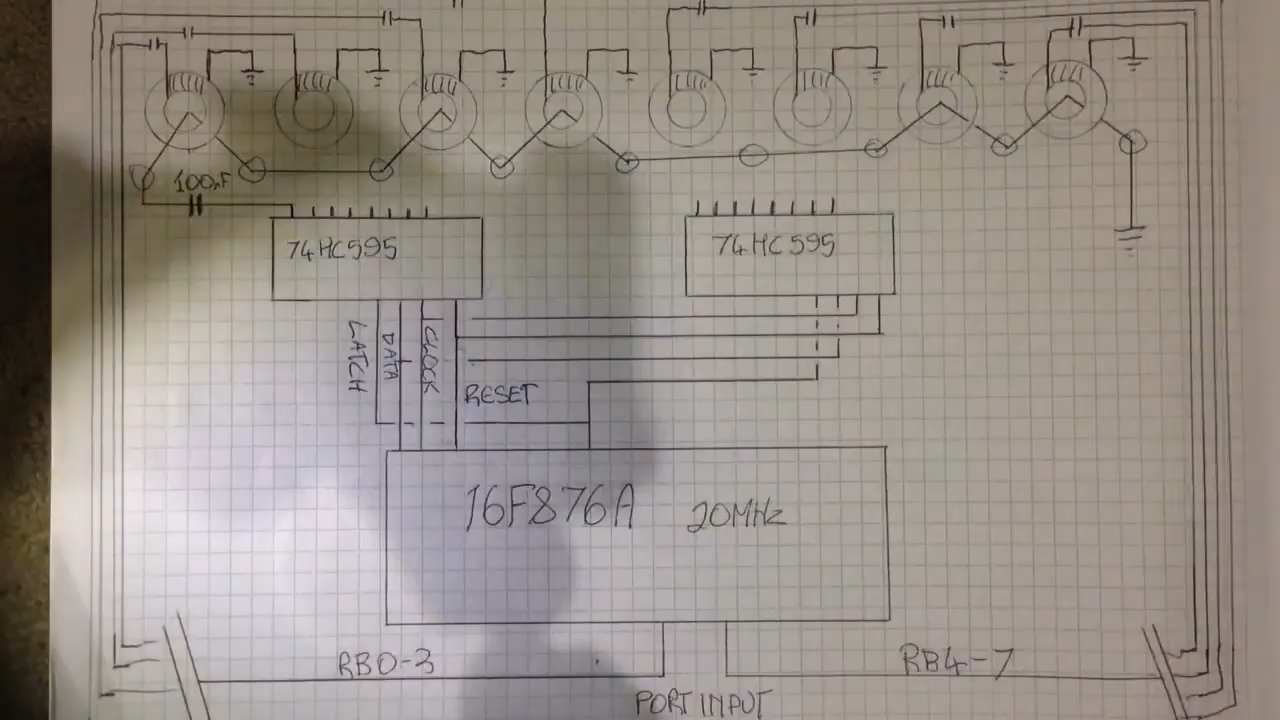 100nF
74HC595
74HC595
LATCH
DATA
CLOCK
RESET
16F876A 20MHz
RB0-3
RB4-7
PORT INPUT